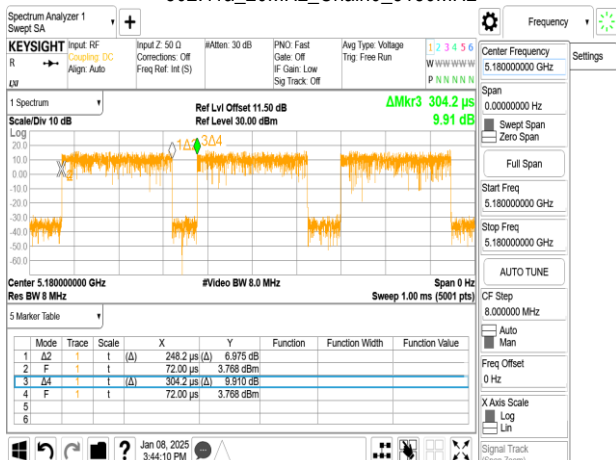 Spectrum Analyzer 1
Swept SA
Frequency
KEYSIGHT
R
Input: RF
Coupling: DC
Align: Auto
Input Z: 50 Ω
Corrections: Off
Freq Ref: Int (S)
#Atten: 30 dB
PNO: Fast
Gate: Off
IF Gain: Low
Sig Track: Off
Avg Type: Voltage
Trig: Free Run
1 2 3 4 5 6
W W W W W W
P N N N N N
Settings
Center Frequency
5.180000000 GHz
Span
0.00000000 Hz
Swept Span
Zero Span
Full Span
Start Freq
5.180000000 GHz
Stop Freq
5.180000000 GHz
AUTO TUNE
CF Step
8.000000 MHz
Auto
Man
Freq Offset
0 Hz
X Axis Scale
Log
Lin
Signal Track
1 Spectrum
Scale/Div 10 dB
Ref Lvl Offset 11.50 dB
Ref Level 30.00 dBm
ΔMkr3 304.2 μs
9.91 dB
Log
20.0
10.0
0.00
-10.0
-20.0
-30.0
-40.0
-50.0
-60.0
1Δ2
3Δ4
Center 5.180000000 GHz
Res BW 8 MHz
#Video BW 8.0 MHz
Span 0 Hz
Sweep 1.00 ms (5001 pts)
5 Marker Table
Mode Trace Scale X Y Function Function Width Function Value
1 Δ2 1 t (Δ) 248.2 μs (Δ) 6.975 dB
2 F 1 t 72.00 μs 3.768 dBm
3 Δ4 1 t (Δ) 304.2 μs (Δ) 9.910 dB
4 F 1 t 72.00 μs 3.768 dBm
5
6
Jan 08, 2025
3:44:10 PM